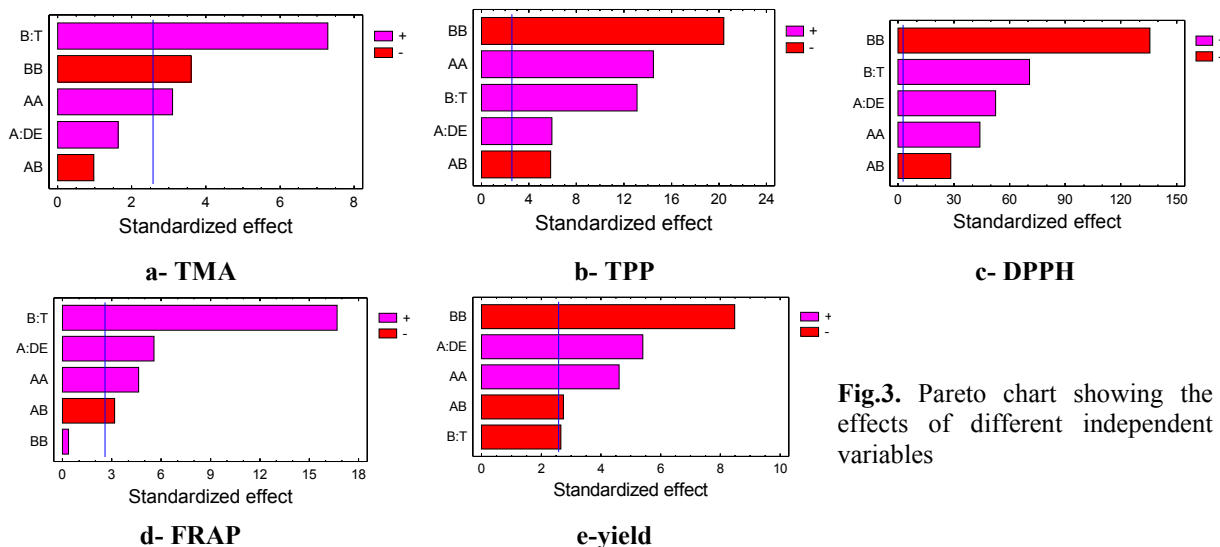 B:T
BB
AA
A:DE
AB
0 2 4 6 8
Standardized effect
+
-
a- TMA
BB
AA
B:T
A:DE
AB
0 4 8 12 16 20 24
Standardized effect
+
-
b- TPP
BB
B:T
A:DE
AA
AB
0 30 60 90 120 150
Standardized effect
c- DPPH
B:T
A:DE
AA
AB
BB
0 3 6 9 12 15 18
Standardized effect
+
-
d- FRAP
BB
A:DE
AA
AB
B:T
0 2 4 6 8 10
Standardized effect
+
-
e-yield
Fig.3. Pareto chart showing the
effects of different independent
variables